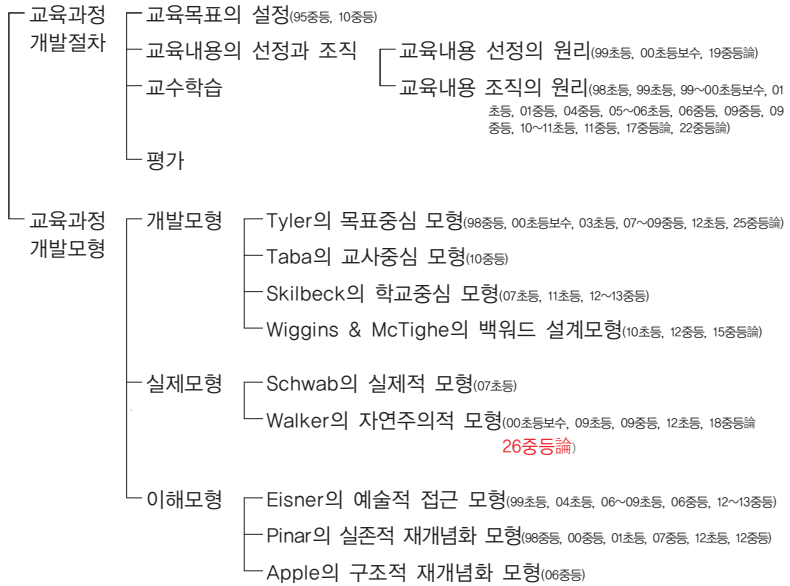 교육과정 개발절차
교육목표의 설정(95중등, 10중등)
교육내용의 선정과 조직
교육내용 선정의 원리(99초등, 00초등보수, 19중등論)
교육내용 조직의 원리(98초등, 99초등, 99~00초등보수, 01
초등, 01중등, 04중등, 05~06초등, 06중등, 09중등, 09
중등, 10~11초등, 11중등, 17중등論, 22중등論)
교수학습
평가
교육과정 개발모형
개발모형
Tyler의 목표중심 모형(98중등, 00초등보수, 03초등, 07~09중등, 12초등, 25중등論)
Taba의 교사중심 모형(10중등)
Skilbeck의 학교중심 모형(07초등, 11초등, 12~13중등)
Wiggins & McTighe의 백워드 설계모형(10초등, 12중등, 15중등論)
실제모형
Schwab의 실제적 모형(07초등)
Walker의 자연주의적 모형(00초등보수, 09초등, 09중등, 12초등, 18중등論
26중등論)
이해모형
Eisner의 예술적 접근 모형(99초등, 04초등, 06~09초등, 06중등, 12~13중등)
Pinar의 실존적 재개념화 모형(98중등, 00중등, 01초등, 07중등, 12초등, 12중등)
Apple의 구조적 재개념화 모형(06중등)